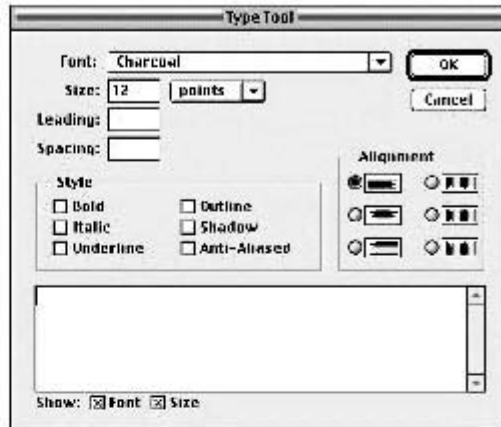 Type Tool
Font: Charcoal
OK
Size: 12 points
Cancel
Leading:
Spacing:
Alignment
Style
Bold
Outline
Italic
Shadow
Underline
Anti-Aliased
Show: Font Size